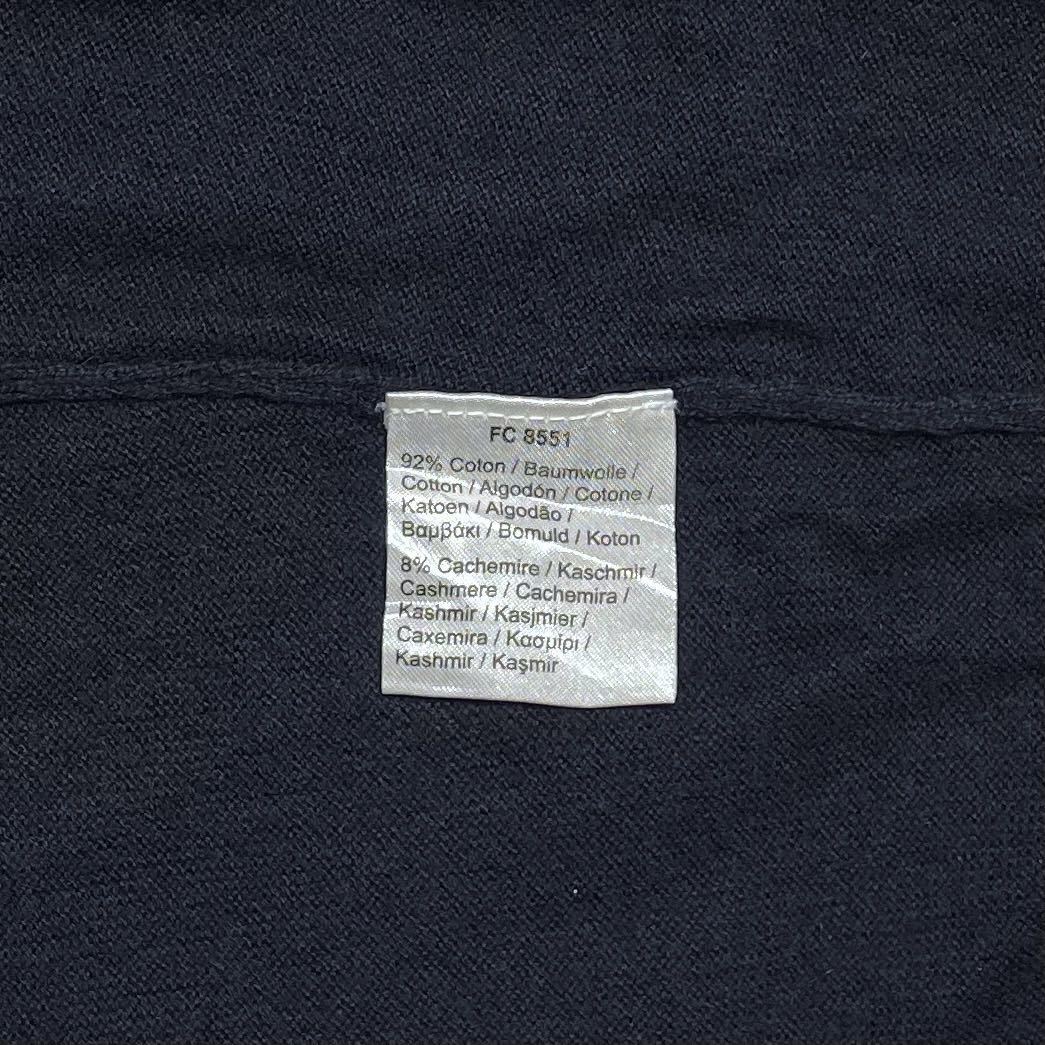 FC 8551
92% Coton / Baumwolle /
Cotton / Algodón / Cotone /
Katoen / Algodão /
Βαμβάκι / Bomuld / Koton
8% Cachemire / Kaschmir /
Cashmere / Cachemira /
Kashmir / Kasjmier /
Caxemira / Κασμίρι /
Kashmir / Kaşmir